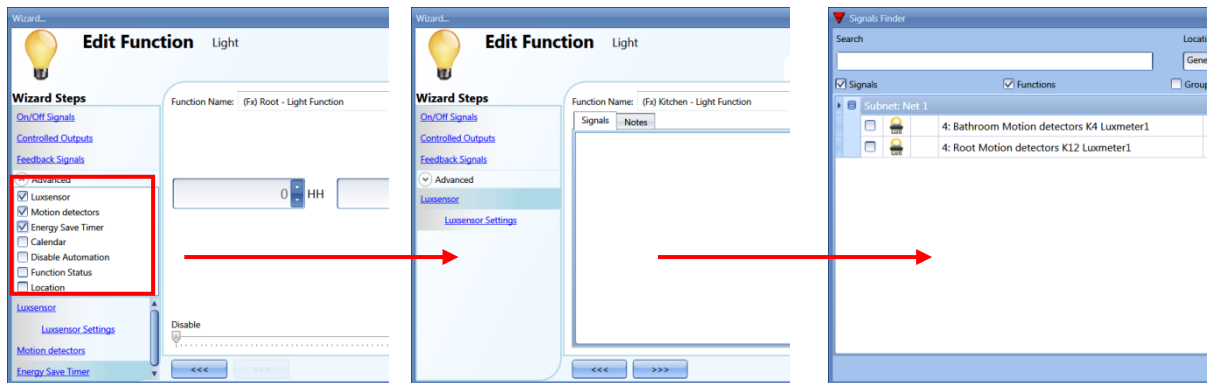 Wizard...
Edit Function Light
Wizard Steps
On/Off Signals
Controlled Outputs
Feedback Signals
Advanced
Luxsensor
Motion detectors
Energy Save Timer
Calendar
Disable Automation
Function Status
Location
Luxsensor
Luxsensor Settings
Motion detectors
Energy Save Timer
Function Name: (Fx) Root - Light Function
0 HH
Disable
<<< >>>
Wizard...
Edit Function Light
Wizard Steps
On/Off Signals
Controlled Outputs
Feedback Signals
Advanced
Luxsensor
Luxsensor Settings
Function Name: (Fx) Kitchen - Light Function
Signals Notes
<<< >>>
Signals Finder
Search Locati
Gene
Signals Functions Group
Subnet: Net 1
4: Bathroom Motion detectors K4 Luxmeter1
4: Root Motion detectors K12 Luxmeter1